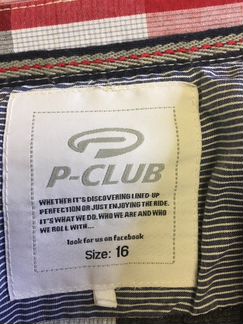 P-CLUB
WHETHER IT'S DISCOVERING LINED-UP
PERFECTION OR JUST ENJOYING THE RIDE.
IT'S WHAT WE DO. WHO WE ARE AND WHO
WE ROLL WITH...
look for us on facebook
Size: 16